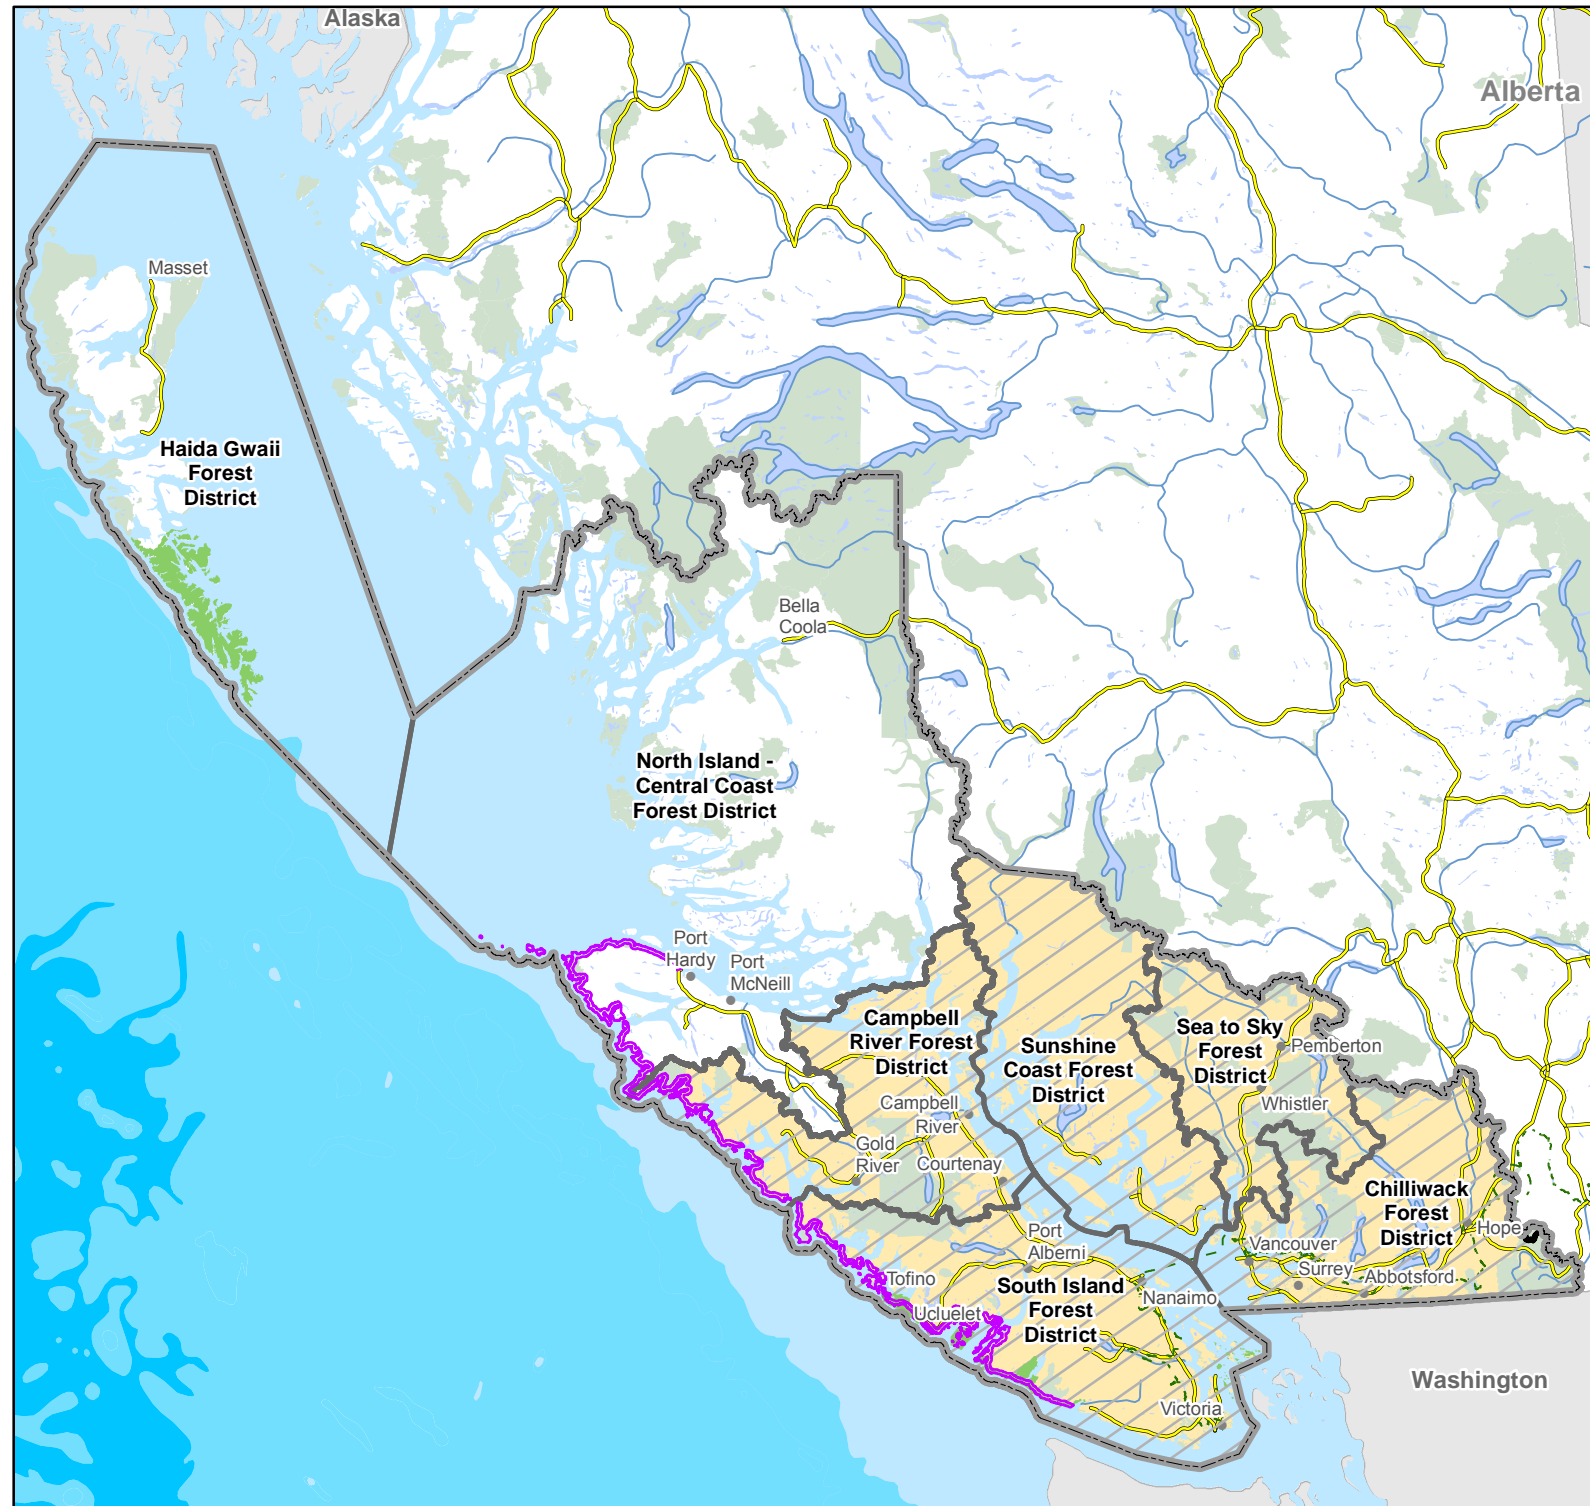 Alaska
Alberta
Masset
Haida Gwaii
Forest
District
Bella
Coola
North Island -
Central Coast
Forest District
Port
Hardy
Port
McNeill
Campbell
River Forest
District
Sunshine
Coast Forest
District
Sea to Sky
Forest
District
Pemberton
Whistler
Campbell
River
Gold
River
Courtenay
Chilliwack
Forest
District
Hope
Port
Alberni
Vancouver
Surrey
Abbotsford
Tofino
Ucluelet
South Island
Forest
District
Nanaimo
Washington
Victoria